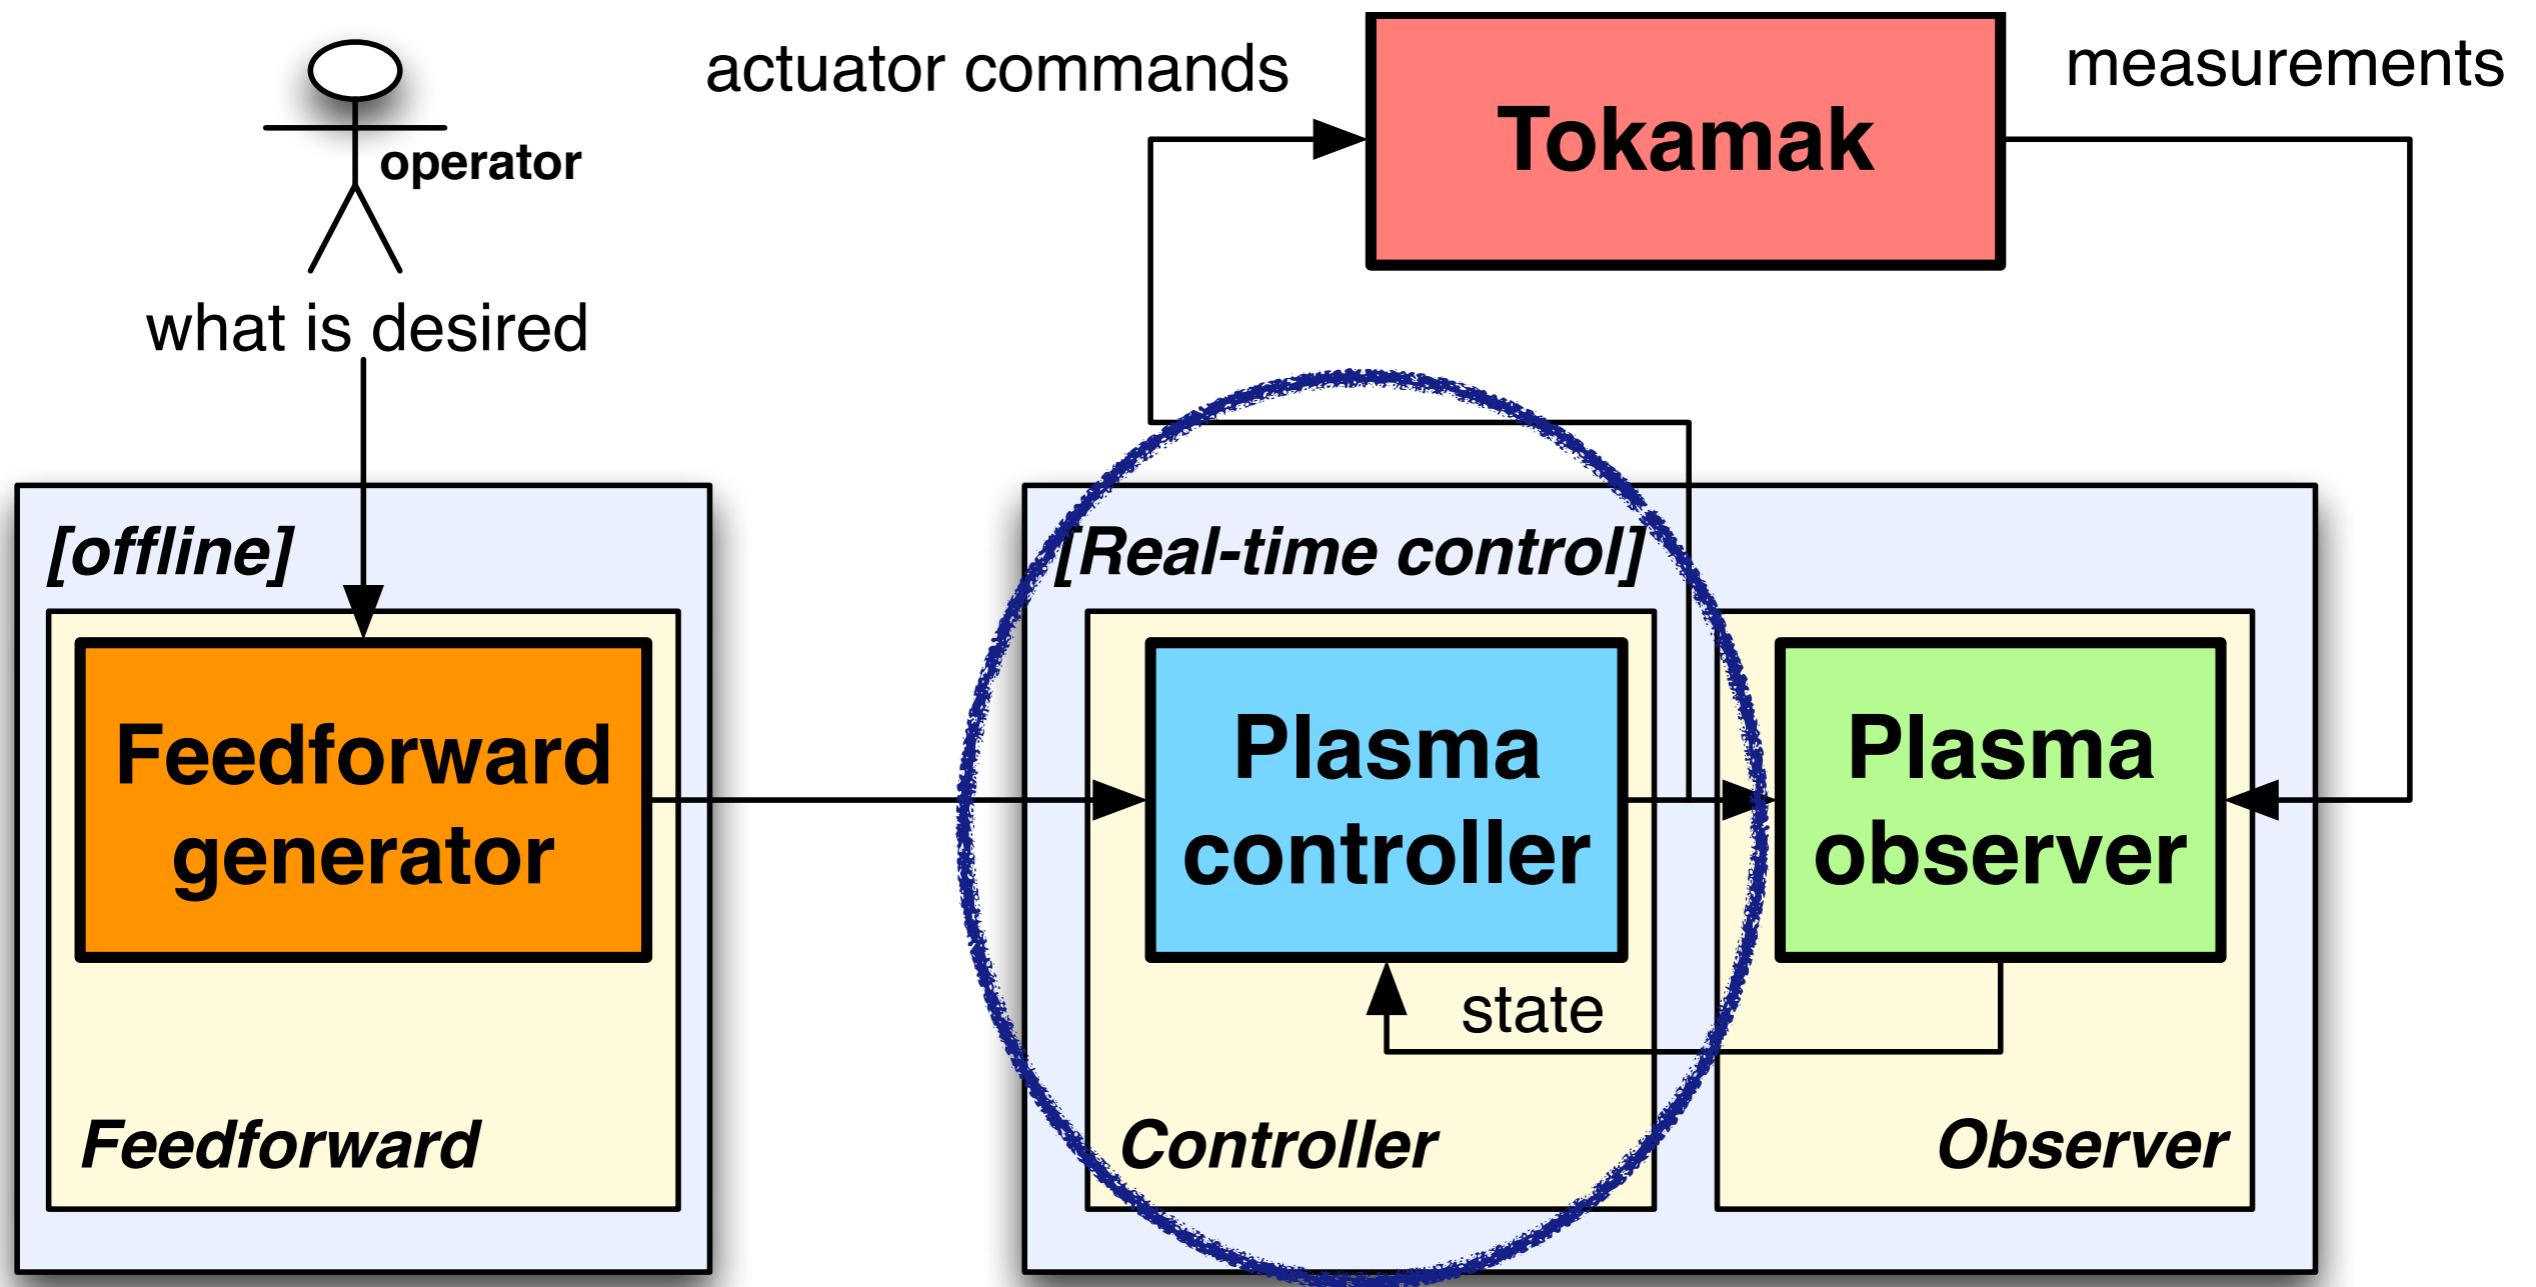 actuator commands
Tokamak
measurements
operator
what is desired
[offline]
Feedforward
generator
Feedforward
[Real-time control]
Plasma
controller
state
Controller
Plasma
observer
Observer